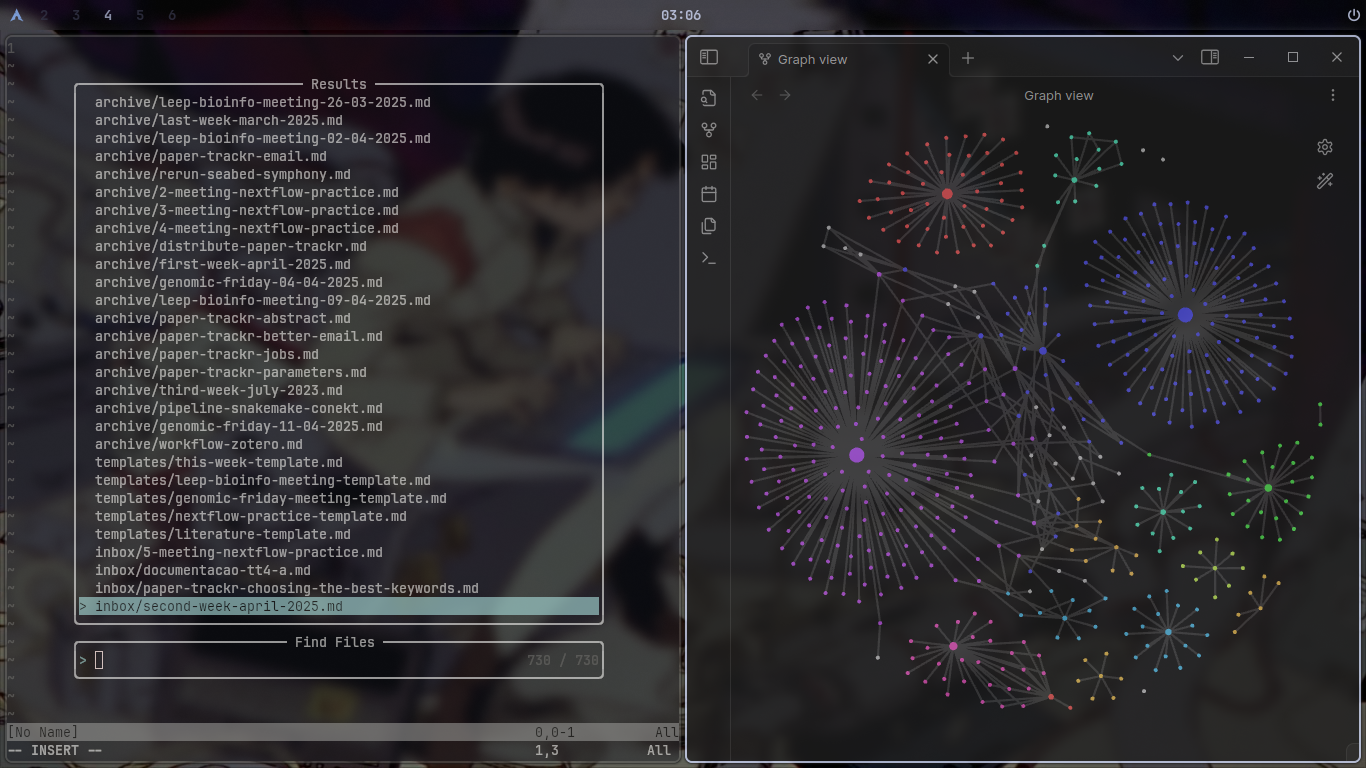 2 3 4 5 6
03:06
1
Results
archive/leep-bioinfo-meeting-26-03-2025.md
archive/last-week-march-2025.md
archive/leep-bioinfo-meeting-02-04-2025.md
archive/paper-trackr-email.md
archive/rerun-seabed-symphony.md
archive/2-meeting-nextflow-practice.md
archive/3-meeting-nextflow-practice.md
archive/4-meeting-nextflow-practice.md
archive/distribute-paper-trackr.md
archive/first-week-april-2025.md
archive/genomic-friday-04-04-2025.md
archive/leep-bioinfo-meeting-09-04-2025.md
archive/paper-trackr-abstract.md
archive/paper-trackr-better-email.md
archive/paper-trackr-jobs.md
archive/paper-trackr-parameters.md
archive/third-week-july-2023.md
archive/pipeline-snakemake-conekt.md
archive/genomic-friday-11-04-2025.md
archive/workflow-zotero.md
templates/this-week-template.md
templates/leep-bioinfo-meeting-template.md
templates/genomic-friday-meeting-template.md
templates/nextflow-practice-template.md
templates/literature-template.md
inbox/5-meeting-nextflow-practice.md
inbox/documentacao-tt4-a.md
inbox/paper-trackr-choosing-the-best-keywords.md
> inbox/second-week-april-2025.md
Find Files
> 730 / 730
[No Name] 0,0-1 All
-- INSERT -- 1,3 All
Graph view
Graph view